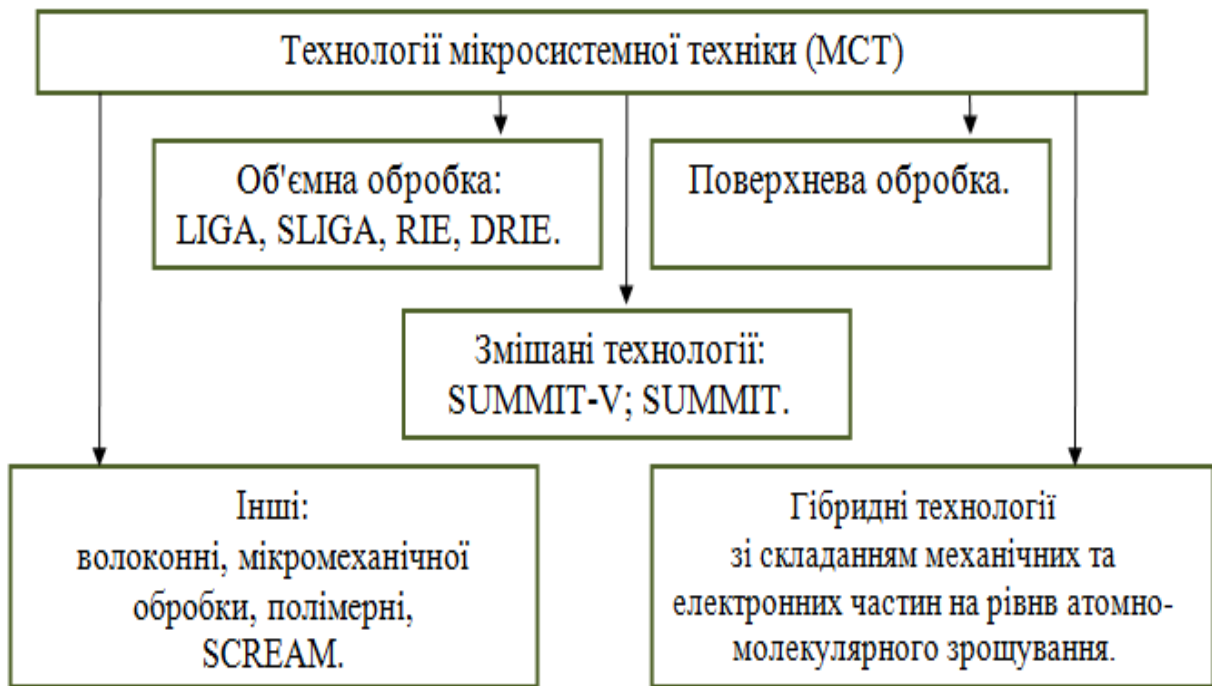 Технології мікросистемної техніки (МСТ)
Об'ємна обробка:
LIGA, SLIGA, RIE, DRIE.
Поверхнева обробка.
Змішані технології:
SUMMIT-V; SUMMIT.
Інші:
волоконні, мікромеханічної
обробки, полімерні,
SCREAM.
Гібридні технології
зі складанням механічних та
електронних частин на рівнв атомно-
молекулярного зрощування.